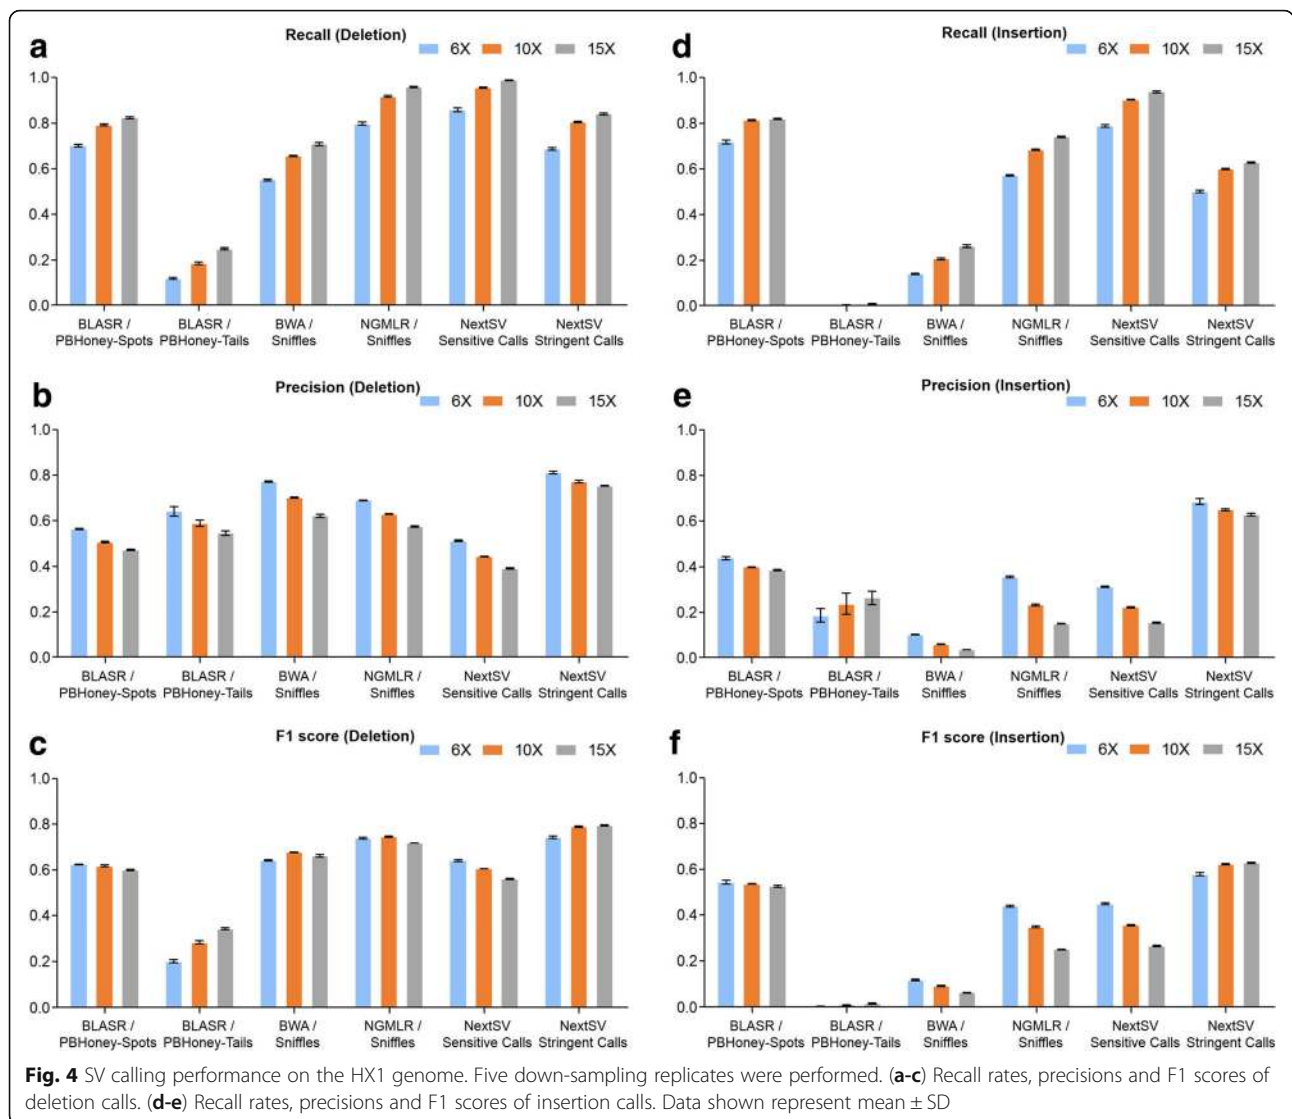 a
Recall (Deletion)
6X 10X 15X
1.0
0.8
0.6
0.4
0.2
0.0
BLASR / PBHoney-Spots
BLASR / PBHoney-Tails
BWA / Sniffles
NGMLR / Sniffles
NextSV Sensitive Calls
NextSV Stringent Calls
d
Recall (Insertion)
6X 10X 15X
1.0
0.8
0.6
0.4
0.2
0.0
BLASR / PBHoney-Spots
BLASR / PBHoney-Tails
BWA / Sniffles
NGMLR / Sniffles
NextSV Sensitive Calls
NextSV Stringent Calls
b
Precision (Deletion)
6X 10X 15X
1.0
0.8
0.6
0.4
0.2
0.0
BLASR / PBHoney-Spots
BLASR / PBHoney-Tails
BWA / Sniffles
NGMLR / Sniffles
NextSV Sensitive Calls
NextSV Stringent Calls
e
Precision (Insertion)
6X 10X 15X
1.0
0.8
0.6
0.4
0.2
0.0
BLASR / PBHoney-Spots
BLASR / PBHoney-Tails
BWA / Sniffles
NGMLR / Sniffles
NextSV Sensitive Calls
NextSV Stringent Calls
c
F1 score (Deletion)
6X 10X 15X
1.0
0.8
0.6
0.4
0.2
0.0
BLASR / PBHoney-Spots
BLASR / PBHoney-Tails
BWA / Sniffles
NGMLR / Sniffles
NextSV Sensitive Calls
NextSV Stringent Calls
f
F1 score (Insertion)
6X 10X 15X
1.0
0.8
0.6
0.4
0.2
0.0
BLASR / PBHoney-Spots
BLASR / PBHoney-Tails
BWA / Sniffles
NGMLR / Sniffles
NextSV Sensitive Calls
NextSV Stringent Calls
Fig. 4 SV calling performance on the HX1 genome. Five down-sampling replicates were performed. (a-c) Recall rates, precisions and F1 scores of
deletion calls. (d-e) Recall rates, precisions and F1 scores of insertion calls. Data shown represent mean ± SD